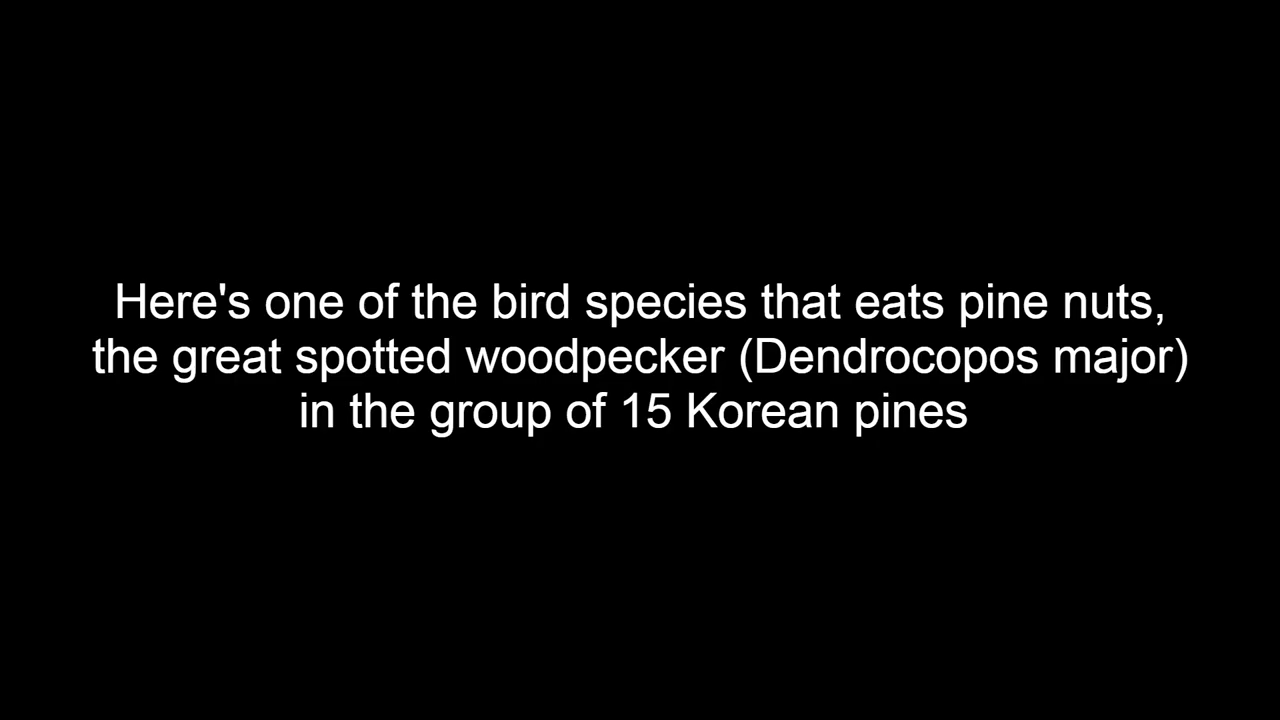 Here's one of the bird species that eats pine nuts,
the great spotted woodpecker (Dendrocopos major)
in the group of 15 Korean pines